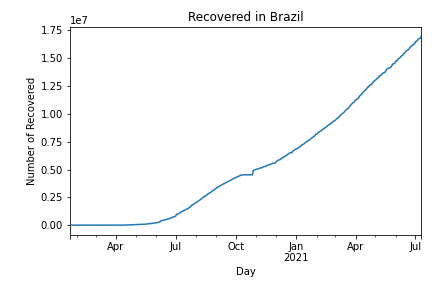 Recovered in Brazil
1e7
1.75
1.50
1.25
1.00
0.75
0.50
0.25
0.00
Number of Recovered
Apr Jul Oct Jan Apr Jul
2021
Day